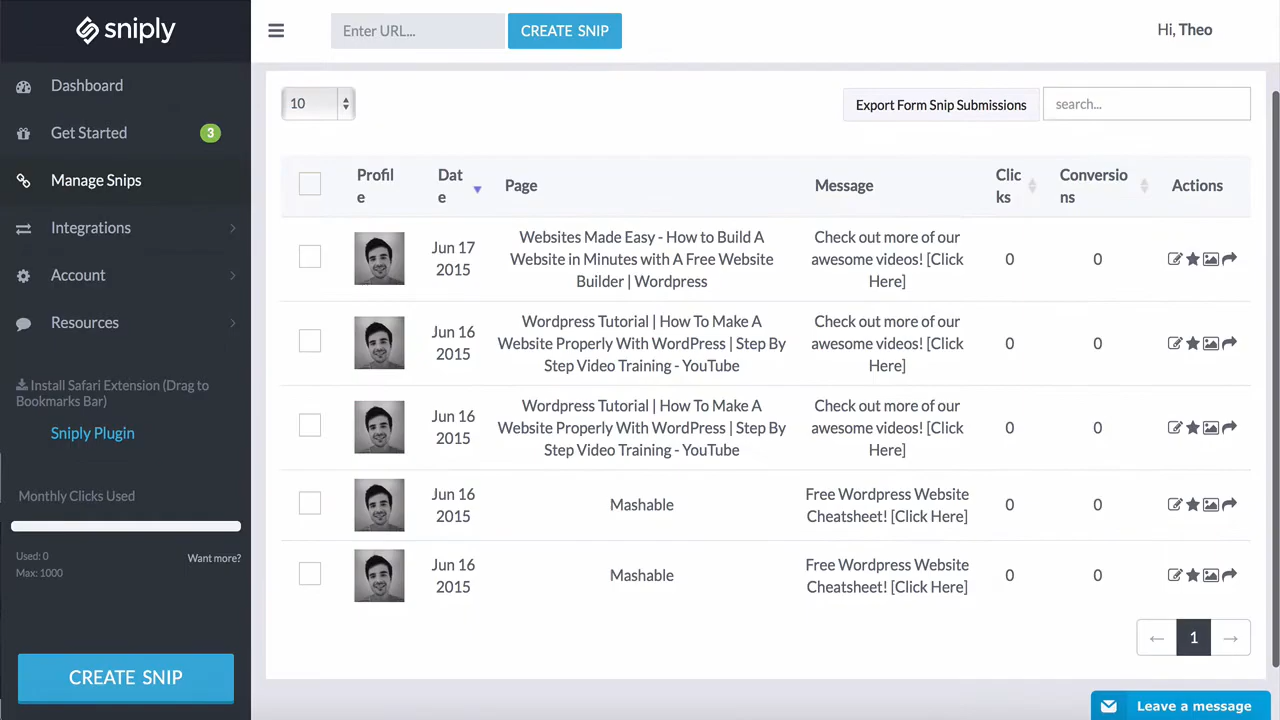 sniply
Enter URL...
CREATE SNIP
Hi, Theo
Dashboard
Get Started
3
Manage Snips
Integrations
Account
Resources
Install Safari Extension (Drag to
Bookmarks Bar)
Sniply Plugin
Monthly Clicks Used
Used: 0
Want more?
Max: 1000
CREATE SNIP
10
Export Form Snip Submissions
search...
Profil
e
Dat
e
Page
Message
Clic
ks
Conversio
ns
Actions
Jun 17
2015
Websites Made Easy - How to Build A
Website in Minutes with A Free Website
Builder | Wordpress
Check out more of our
awesome videos! [Click
Here]
0
0
Jun 16
2015
Wordpress Tutorial | How To Make A
Website Properly With WordPress | Step By
Step Video Training - YouTube
Check out more of our
awesome videos! [Click
Here]
0
0
Jun 16
2015
Wordpress Tutorial | How To Make A
Website Properly With WordPress | Step By
Step Video Training - YouTube
Check out more of our
awesome videos! [Click
Here]
0
0
Jun 16
2015
Mashable
Free Wordpress Website
Cheatsheet! [Click Here]
0
0
Jun 16
2015
Mashable
Free Wordpress Website
Cheatsheet! [Click Here]
0
0
← 1 →
Leave a message